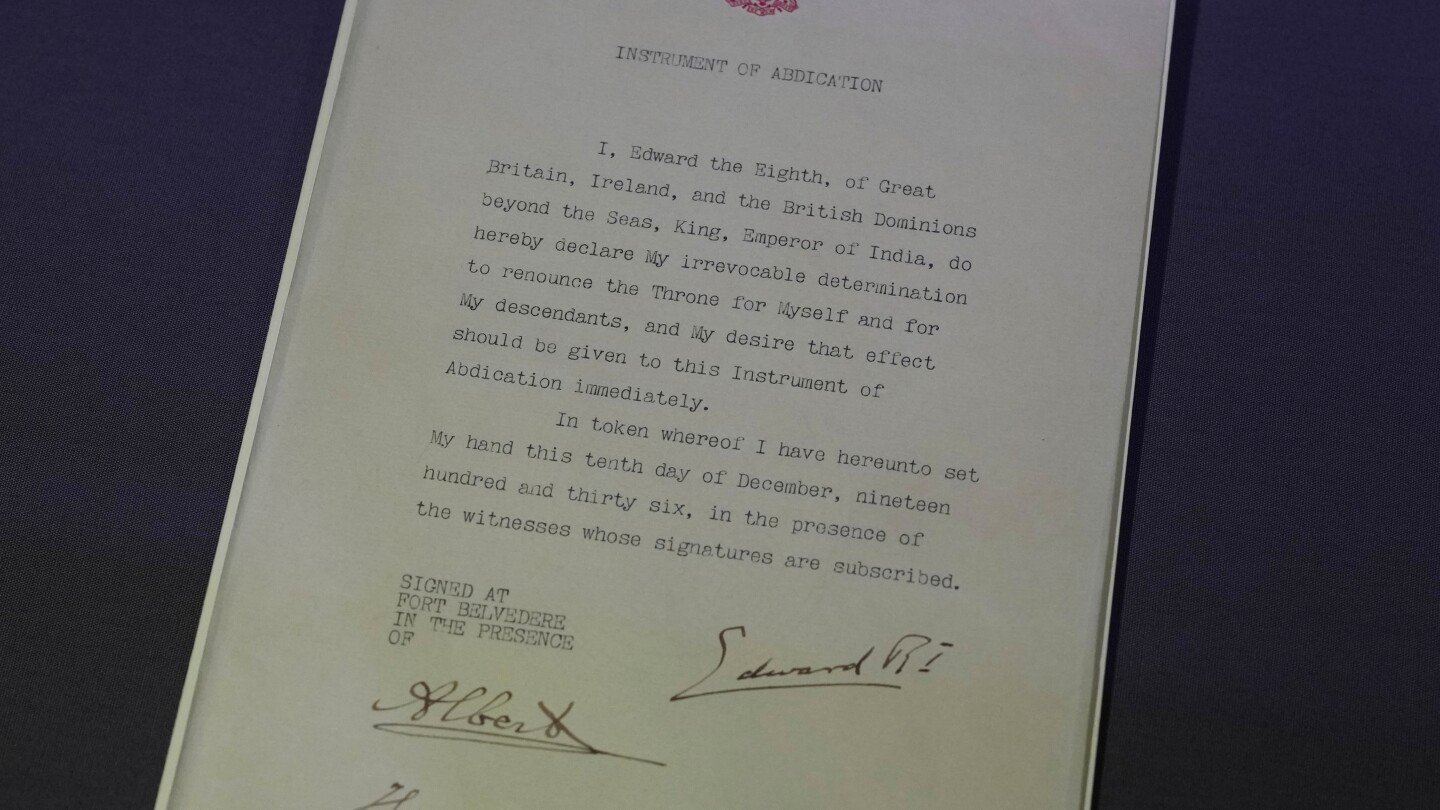 INSTRUMENT OF ABDICATION
I, Edward the Eighth, of Great
Britain, Ireland, and the British Dominions
beyond the Seas, King, Emperor of India, do
hereby declare My irrevocable determination
to renounce the Throne for Myself and for
My descendants, and My desire that effect
should be given to this Instrument of
Abdication immediately.
In token whereof I have hereunto set
My hand this tenth day of December, nineteen
hundred and thirty six, in the presence of
the witnesses whose signatures are subscribed.
SIGNED AT
FORT BELVEDERE
IN THE PRESENCE
OF
Edward RI
Albert